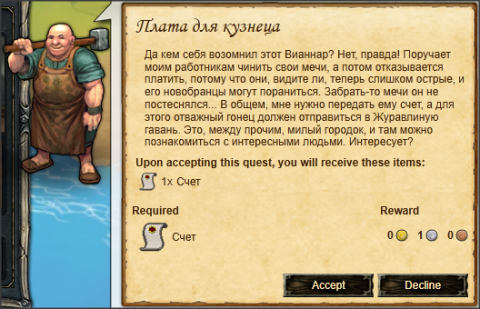 Плата для кузнеца
Да кем себя возомнил этот Вианнар? Нет, правда! Поручает
моим работникам чинить свои мечи, а потом отказывается
платить, потому что они, видите ли, теперь слишком острые, и
его новобранцы могут пораниться. Забрать-то мечи он не
постеснялся... В общем, мне нужно передать ему счет, а для
этого отважный гонец должен отправиться в Журавлиную
гавань. Это, между прочим, милый городок, и там можно
познакомиться с интересными людьми. Интересует?
Upon accepting this quest, you will receive these items:
1x Счет
Required Reward
Счет 0 1 0
Accept Decline